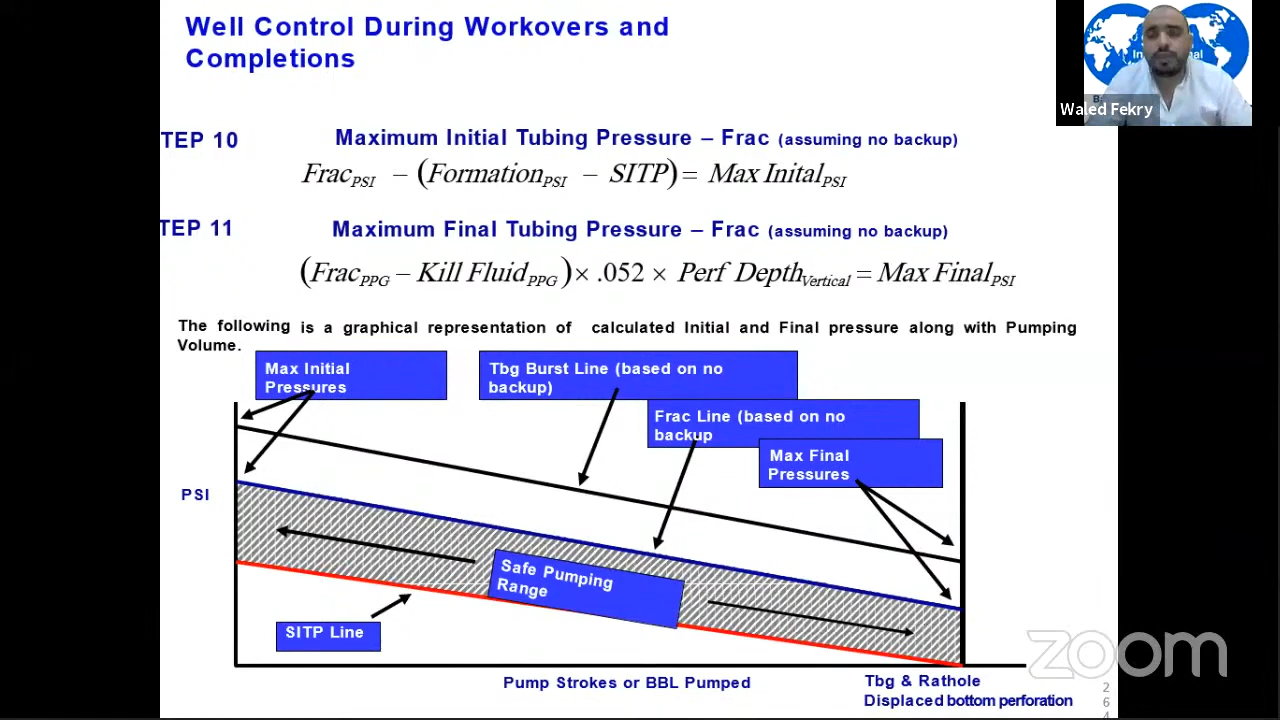 Well Control During Workovers and
Completions
TEP 10
Maximum Initial Tubing Pressure – Frac (assuming no backup)
Frac_PSI – (Formation_PSI – SITP) = Max Inital_PSI
TEP 11
Maximum Final Tubing Pressure – Frac (assuming no backup)
(Frac_PPG – Kill Fluid_PPG) × .052 × Perf Depth_Vertical = Max Final_PSI
The following is a graphical representation of calculated Initial and Final pressure along with Pumping
Volume.
Max Initial
Pressures
Tbg Burst Line (based on no
backup)
Frac Line (based on no
backup
Max Final
Pressures
PSI
Safe Pumping
Range
SITP Line
Pump Strokes or BBL Pumped
Tbg & Rathole
Displaced bottom perforation
Waled Fekry
zoom